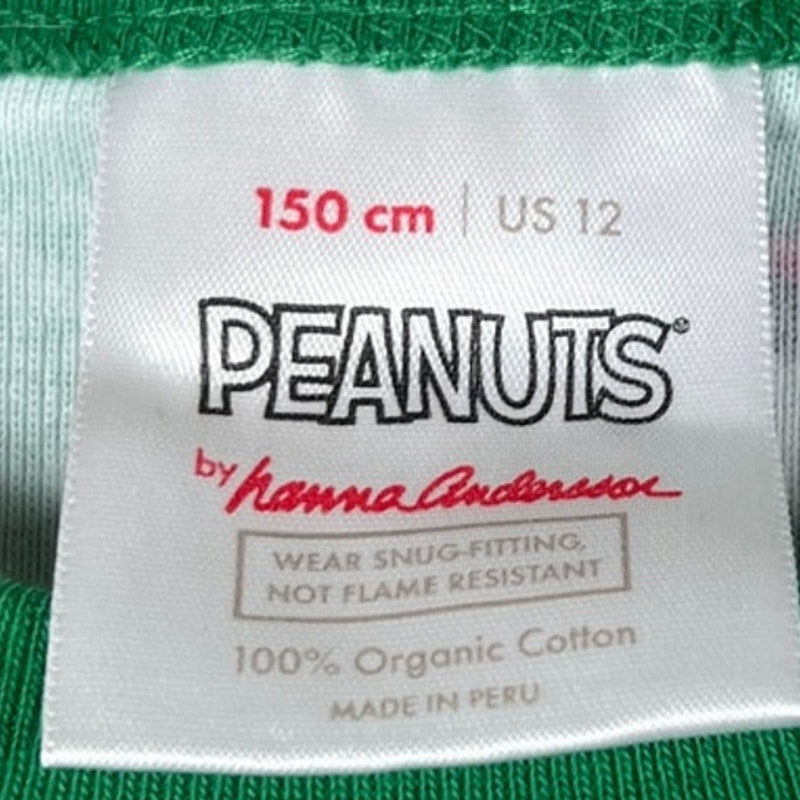 150 cm | US 12
PEANUTS®
by hanna Andersson
WEAR SNUG-FITTING,
NOT FLAME RESISTANT
100% Organic Cotton
MADE IN PERU